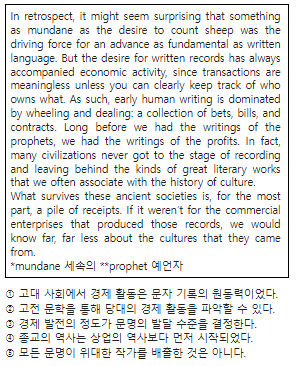 In retrospect, it might seem surprising that something
as mundane as the desire to count sheep was the
driving force for an advance as fundamental as written
language. But the desire for written records has always
accompanied economic activity, since transactions are
meaningless unless you can clearly keep track of who
owns what. As such, early human writing is dominated
by wheeling and dealing: a collection of bets, bills, and
contracts. Long before we had the writings of the
prophets, we had the writings of the profits. In fact,
many civilizations never got to the stage of recording
and leaving behind the kinds of great literary works
that we often associate with the history of culture.
What survives these ancient societies is, for the most
part, a pile of receipts. If it weren't for the commercial
enterprises that produced those records, we would
know far, far less about the cultures that they came
from.
*mundane 세속의 **prophet 예언자
① 고대 사회에서 경제 활동은 문자 기록의 원동력이었다.
② 고전 문학을 통해 당대의 경제 활동을 파악할 수 있다.
③ 경제 발전의 정도가 문명의 발달 수준을 결정한다.
④ 종교의 역사는 상업의 역사보다 먼저 시작되었다.
⑤ 모든 문명이 위대한 작가를 배출한 것은 아니다.